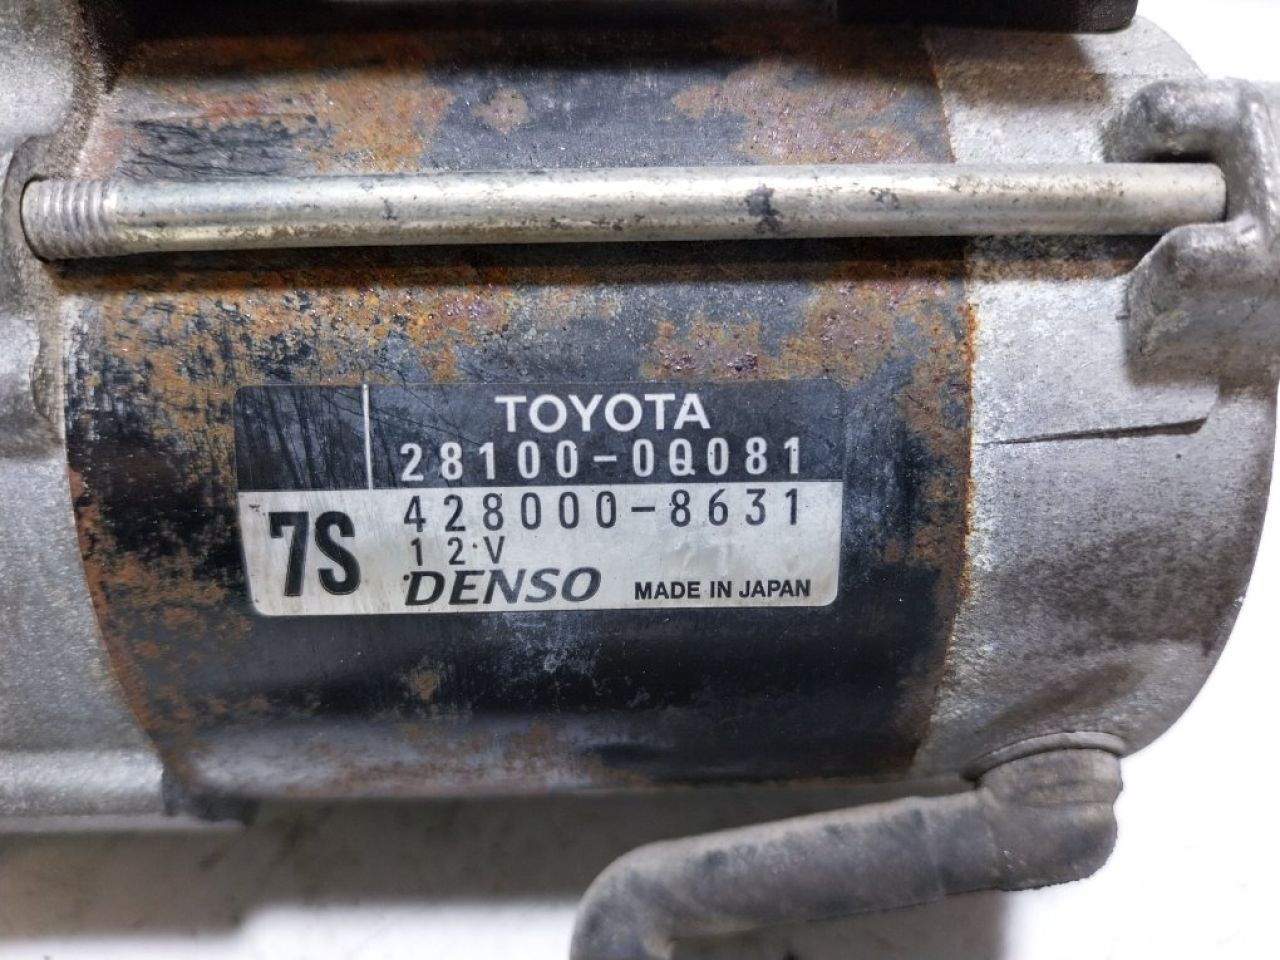 TOYOTA
28100-0Q081
428000-8631
7S
12V
DENSO MADE IN JAPAN